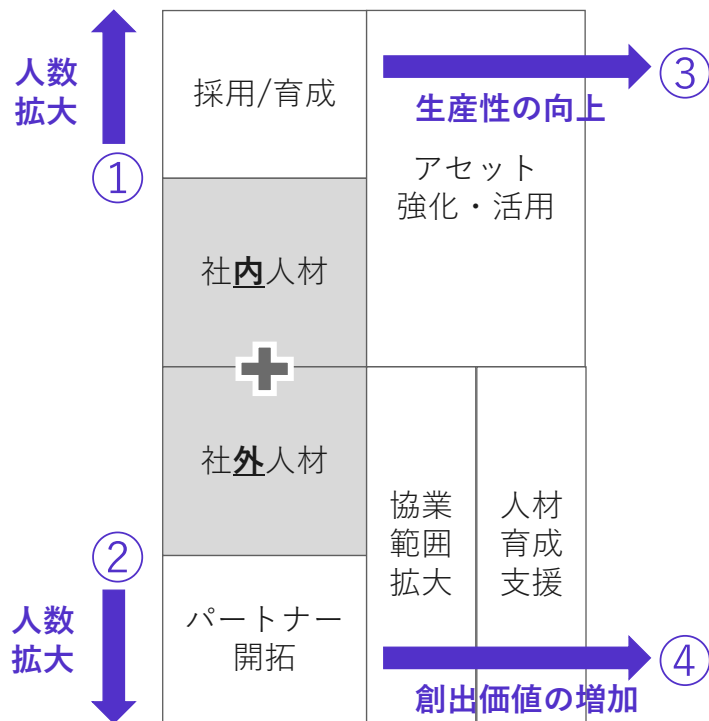 人数
拡大
①
採用/育成
③
生産性の向上
アセット
強化・活用
社内人材
社外人材
②
人数
拡大
パートナー
開拓
協業
範囲
拡大
人材
育成
支援
④
創出価値の増加